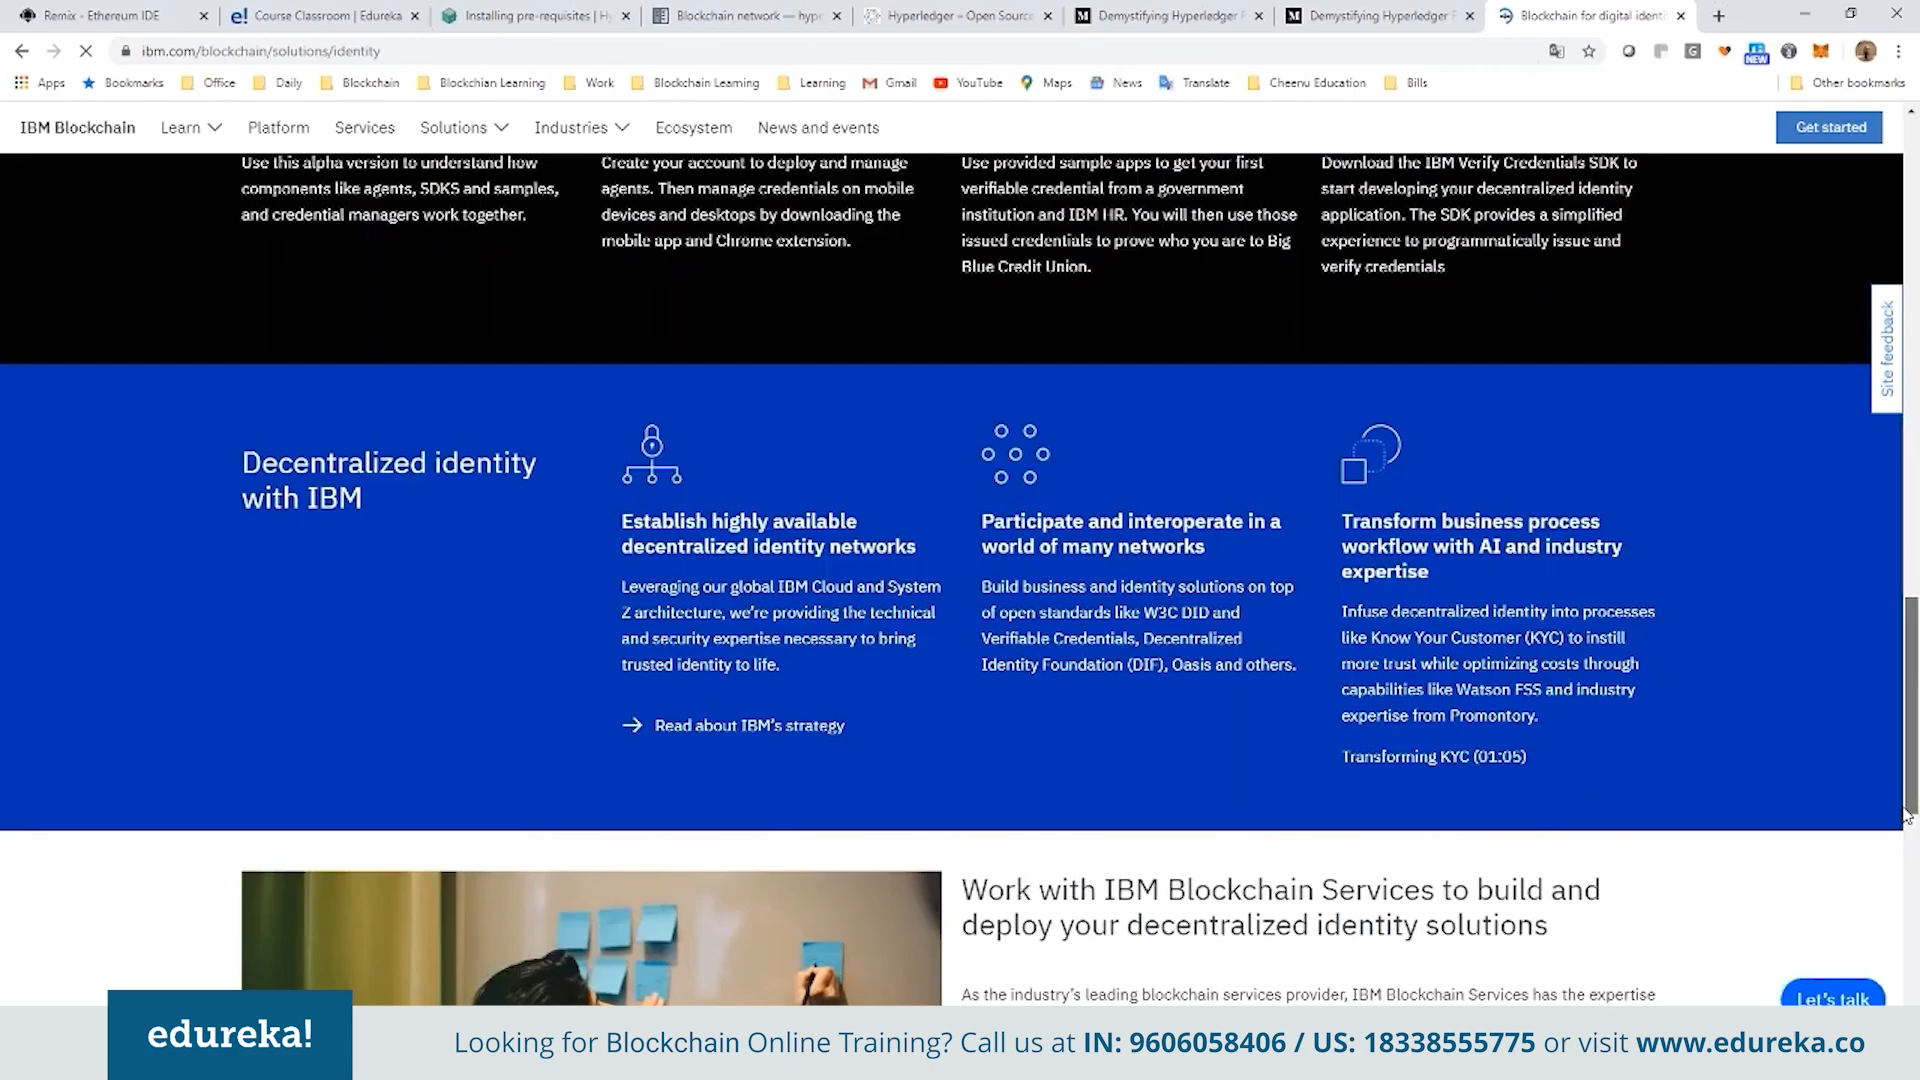 Remix - Ethereum IDE
Course Classroom | Edureka
Installing pre-requisites | Hy
Blockchain network — hype
Hyperledger – Open Source
Demystifying Hyperledger F
Demystifying Hyperledger F
Blockchain for digital identi
ibm.com/blockchain/solutions/identity
NEW
Apps
Bookmarks
Office
Daily
Blockchain
Blockchian Learning
Work
Blockchain Learning
Learning
Gmail
YouTube
Maps
News
Translate
Cheenu Education
Bills
Other bookmarks
IBM Blockchain
Learn
Platform
Services
Solutions
Industries
Ecosystem
News and events
Get started
Use this alpha version to understand how
components like agents, SDKS and samples,
and credential managers work together.
Create your account to deploy and manage
agents. Then manage credentials on mobile
devices and desktops by downloading the
mobile app and Chrome extension.
Use provided sample apps to get your first
verifiable credential from a government
institution and IBM HR. You will then use those
issued credentials to prove who you are to Big
Blue Credit Union.
Download the IBM Verify Credentials SDK to
start developing your decentralized identity
application. The SDK provides a simplified
experience to programmatically issue and
verify credentials
Site feedback
Decentralized identity
with IBM
Establish highly available
decentralized identity networks
Leveraging our global IBM Cloud and System
Z architecture, we're providing the technical
and security expertise necessary to bring
trusted identity to life.
Read about IBM's strategy
Participate and interoperate in a
world of many networks
Build business and identity solutions on top
of open standards like W3C DID and
Verifiable Credentials, Decentralized
Identity Foundation (DIF), Oasis and others.
Transform business process
workflow with AI and industry
expertise
Infuse decentralized identity into processes
like Know Your Customer (KYC) to instill
more trust while optimizing costs through
capabilities like Watson FSS and industry
expertise from Promontory.
Transforming KYC (01:05)
Work with IBM Blockchain Services to build and
deploy your decentralized identity solutions
As the industry's leading blockchain services provider, IBM Blockchain Services has the expertise
Let's talk
edureka!
Looking for Blockchain Online Training? Call us at IN: 9606058406 / US: 18338555775 or visit www.edureka.co